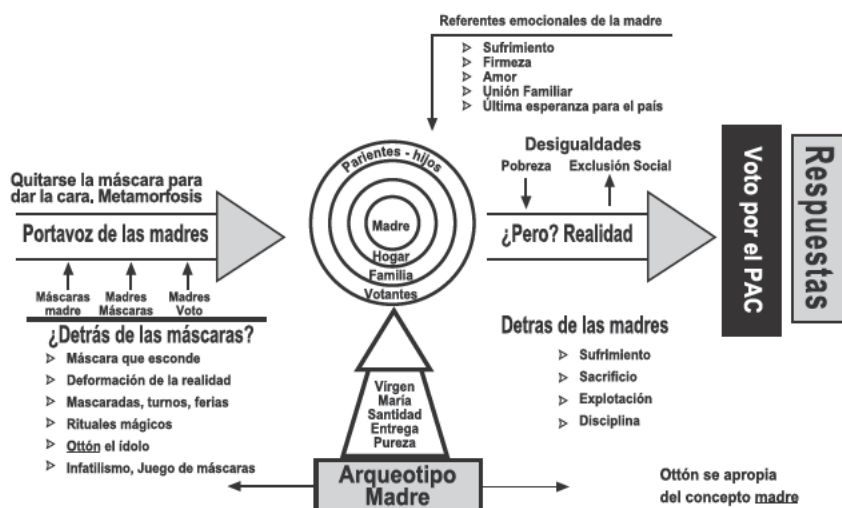 Referentes emocionales de la madre
Sufrimiento
Firmeza
Amor
Unión Familiar
Última esperanza para el país
Quitarse la máscara para
dar la cara, Metamorfosis
Portavoz de las madres
Máscaras
madre
Madres
Máscaras
Madres
Voto
¿Detrás de las máscaras?
Máscara que esconde
Deformación de la realidad
Mascaradas, turnos, ferias
Rituales mágicos
Ottón el ídolo
Infatilismo, Juego de máscaras
Parientes - hijos
Madre
Hogar
Familia
Votantes
Virgen
María
Santidad
Entrega
Pureza
Arqueotipo
Madre
Desigualdades
Pobreza
Exclusión Social
¿Pero? Realidad
Detras de las madres
Sufrimiento
Sacrificio
Explotación
Disciplina
Voto por el PAC
Respuestas
Ottón se apropia
del concepto madre